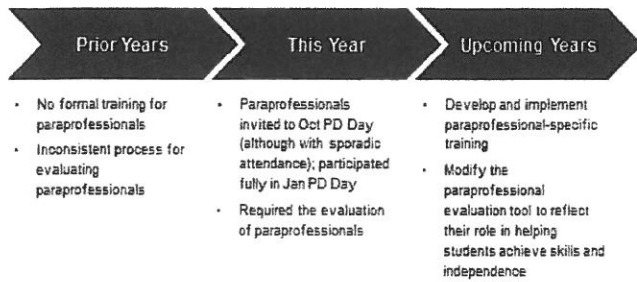 Prior Years
This Year
Upcoming Years
• No formal training for
paraprofessionals
• Inconsistent process for
evaluating
paraprofessionals
• Paraprofessionals
invited to Oct PD Day
(although with sporadic
attendance); participated
fully in Jan PD Day
• Required the evaluation
of paraprofessionals
• Develop and implement
paraprofessional-specific
training
• Modify the
paraprofessional
evaluation tool to reflect
their role in helping
students achieve skills and
independence